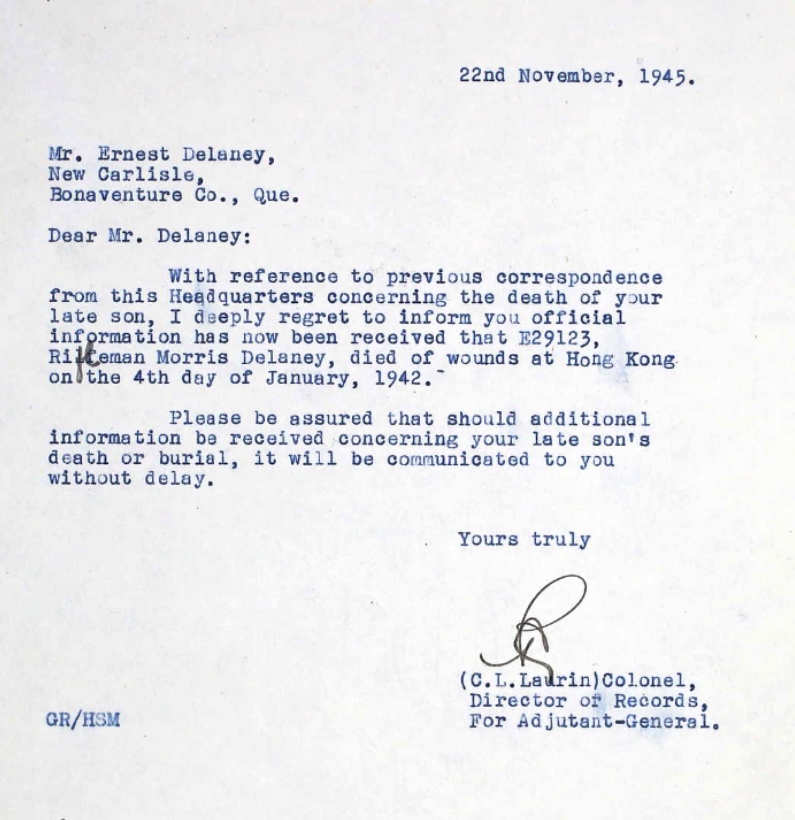 22nd November, 1945.
Mr. Ernest Delaney,
New Carlisle,
Bonaventure Co., Que.
Dear Mr. Delaney:
With reference to previous correspondence
from this Headquarters concerning the death of your
late son, I deeply regret to inform you official
information has now been received that E29123,
Rifleman Morris Delaney, died of wounds at Hong Kong
on the 4th day of January, 1942.
Please be assured that should additional
information be received concerning your late son's
death or burial, it will be communicated to you
without delay.
Yours truly
(C.L.Laurin)Colonel,
Director of Records,
For Adjutant-General.
GR/HSM